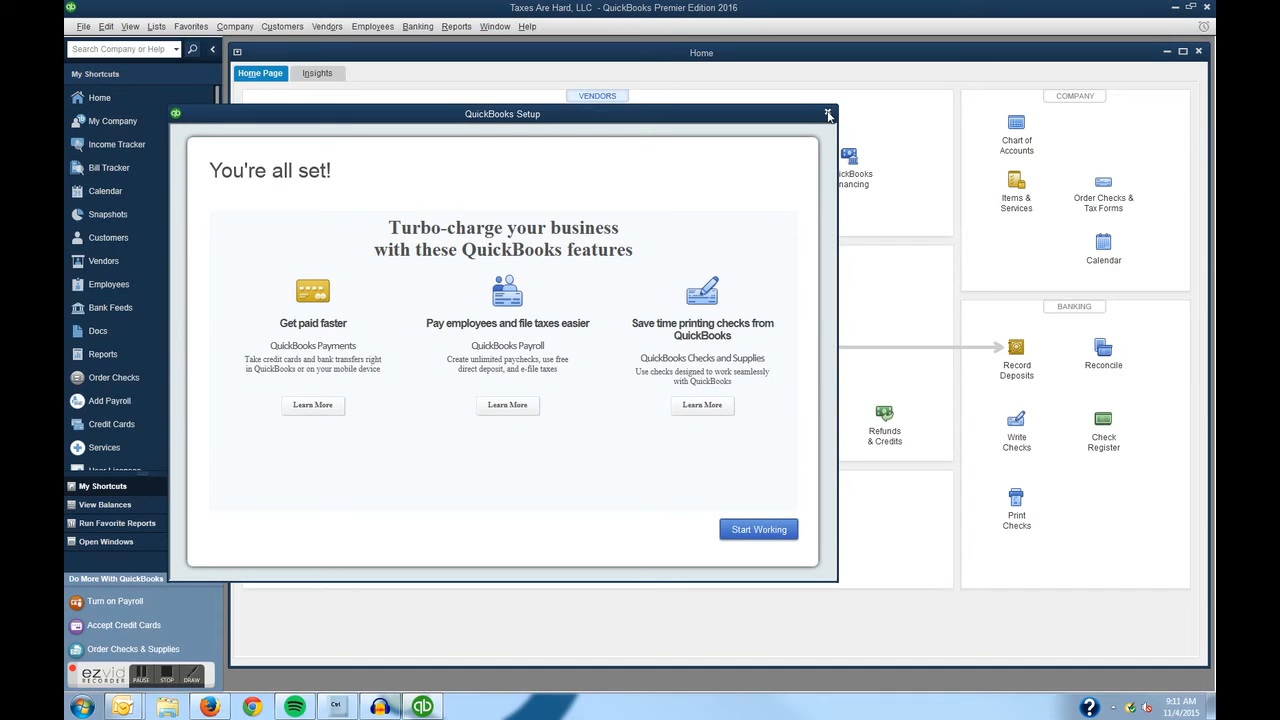 Taxes Are Hard, LLC - QuickBooks Premier Edition 2016
File Edit View Lists Favorites Company Customers Vendors Employees Banking Reports Window Help
Search Company or Help
My Shortcuts
Home
My Company
Income Tracker
Bill Tracker
Calendar
Snapshots
Customers
Vendors
Employees
Bank Feeds
Docs
Reports
Order Checks
Add Payroll
Credit Cards
Services
My Shortcuts
View Balances
Run Favorite Reports
Open Windows
Do More With QuickBooks
Turn on Payroll
Accept Credit Cards
Order Checks & Supplies
ezvid
RECORDER
PAUSE STOP DRAW
Home
Home Page Insights
VENDORS
QuickBooks Setup
You're all set!
Turbo-charge your business
with these QuickBooks features
Get paid faster
QuickBooks Payments
Take credit cards and bank transfers right
in QuickBooks or on your mobile device
Learn More
Pay employees and file taxes easier
QuickBooks Payroll
Create unlimited paychecks, use free
direct deposit, and e-file taxes
Learn More
Save time printing checks from
QuickBooks
QuickBooks Checks and Supplies
Use checks designed to work seamlessly
with QuickBooks
Learn More
Start Working
ickBooks
ancing
Refunds
& Credits
COMPANY
Chart of
Accounts
Items &
Services
Order Checks &
Tax Forms
Calendar
BANKING
Record
Deposits
Reconcile
Write
Checks
Check
Register
Print
Checks
Ctrl
qb
9:11 AM
11/4/2015